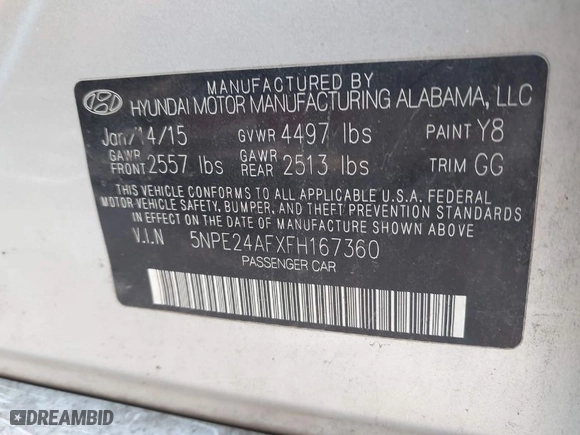 MANUFACTURED BY
HYUNDAI MOTOR MANUFACTURING ALABAMA, LLC
Jan/14/15 GVWR 4497 lbs PAINT Y8
GAWR FRONT 2557 lbs GAWR REAR 2513 lbs TRIM GG
THIS VEHICLE CONFORMS TO ALL APPLICABLE U.S.A. FEDERAL
MOTOR VEHICLE SAFETY, BUMPER, AND THEFT PREVENTION STANDARDS
IN EFFECT ON THE DATE OF MANUFACTURE SHOWN ABOVE.
V.I.N 5NPE24AFXFH167360
PASSENGER CAR
DREAMBID